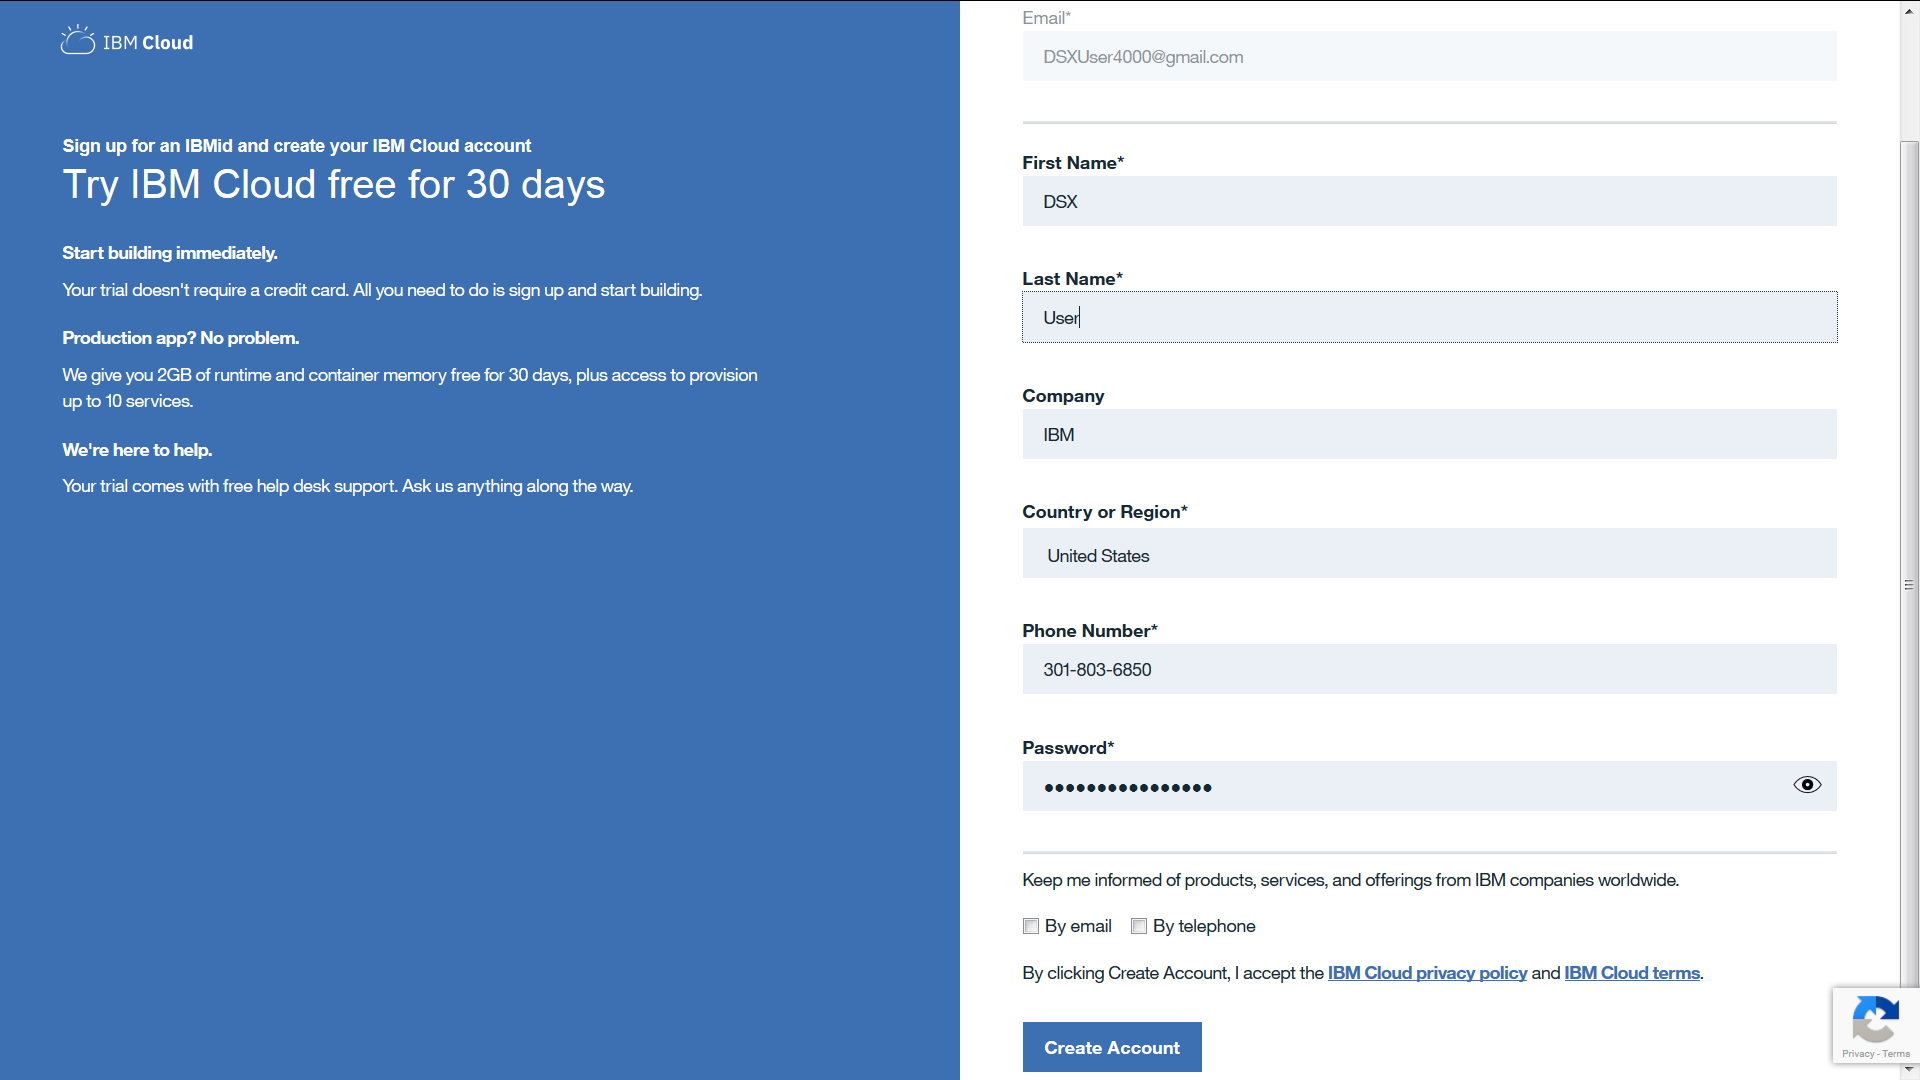 IBM Cloud
Sign up for an IBMid and create your IBM Cloud account
Try IBM Cloud free for 30 days
Start building immediately.
Your trial doesn't require a credit card. All you need to do is sign up and start building.
Production app? No problem.
We give you 2GB of runtime and container memory free for 30 days, plus access to provision
up to 10 services.
We're here to help.
Your trial comes with free help desk support. Ask us anything along the way.
Email*
DSXUser4000@gmail.com
First Name*
DSX
Last Name*
User
Company
IBM
Country or Region*
United States
Phone Number*
301-803-6850
Password*
••••••••••••••••
Keep me informed of products, services, and offerings from IBM companies worldwide.
By email By telephone
By clicking Create Account, I accept the IBM Cloud privacy policy and IBM Cloud terms.
Create Account
Privacy - Terms